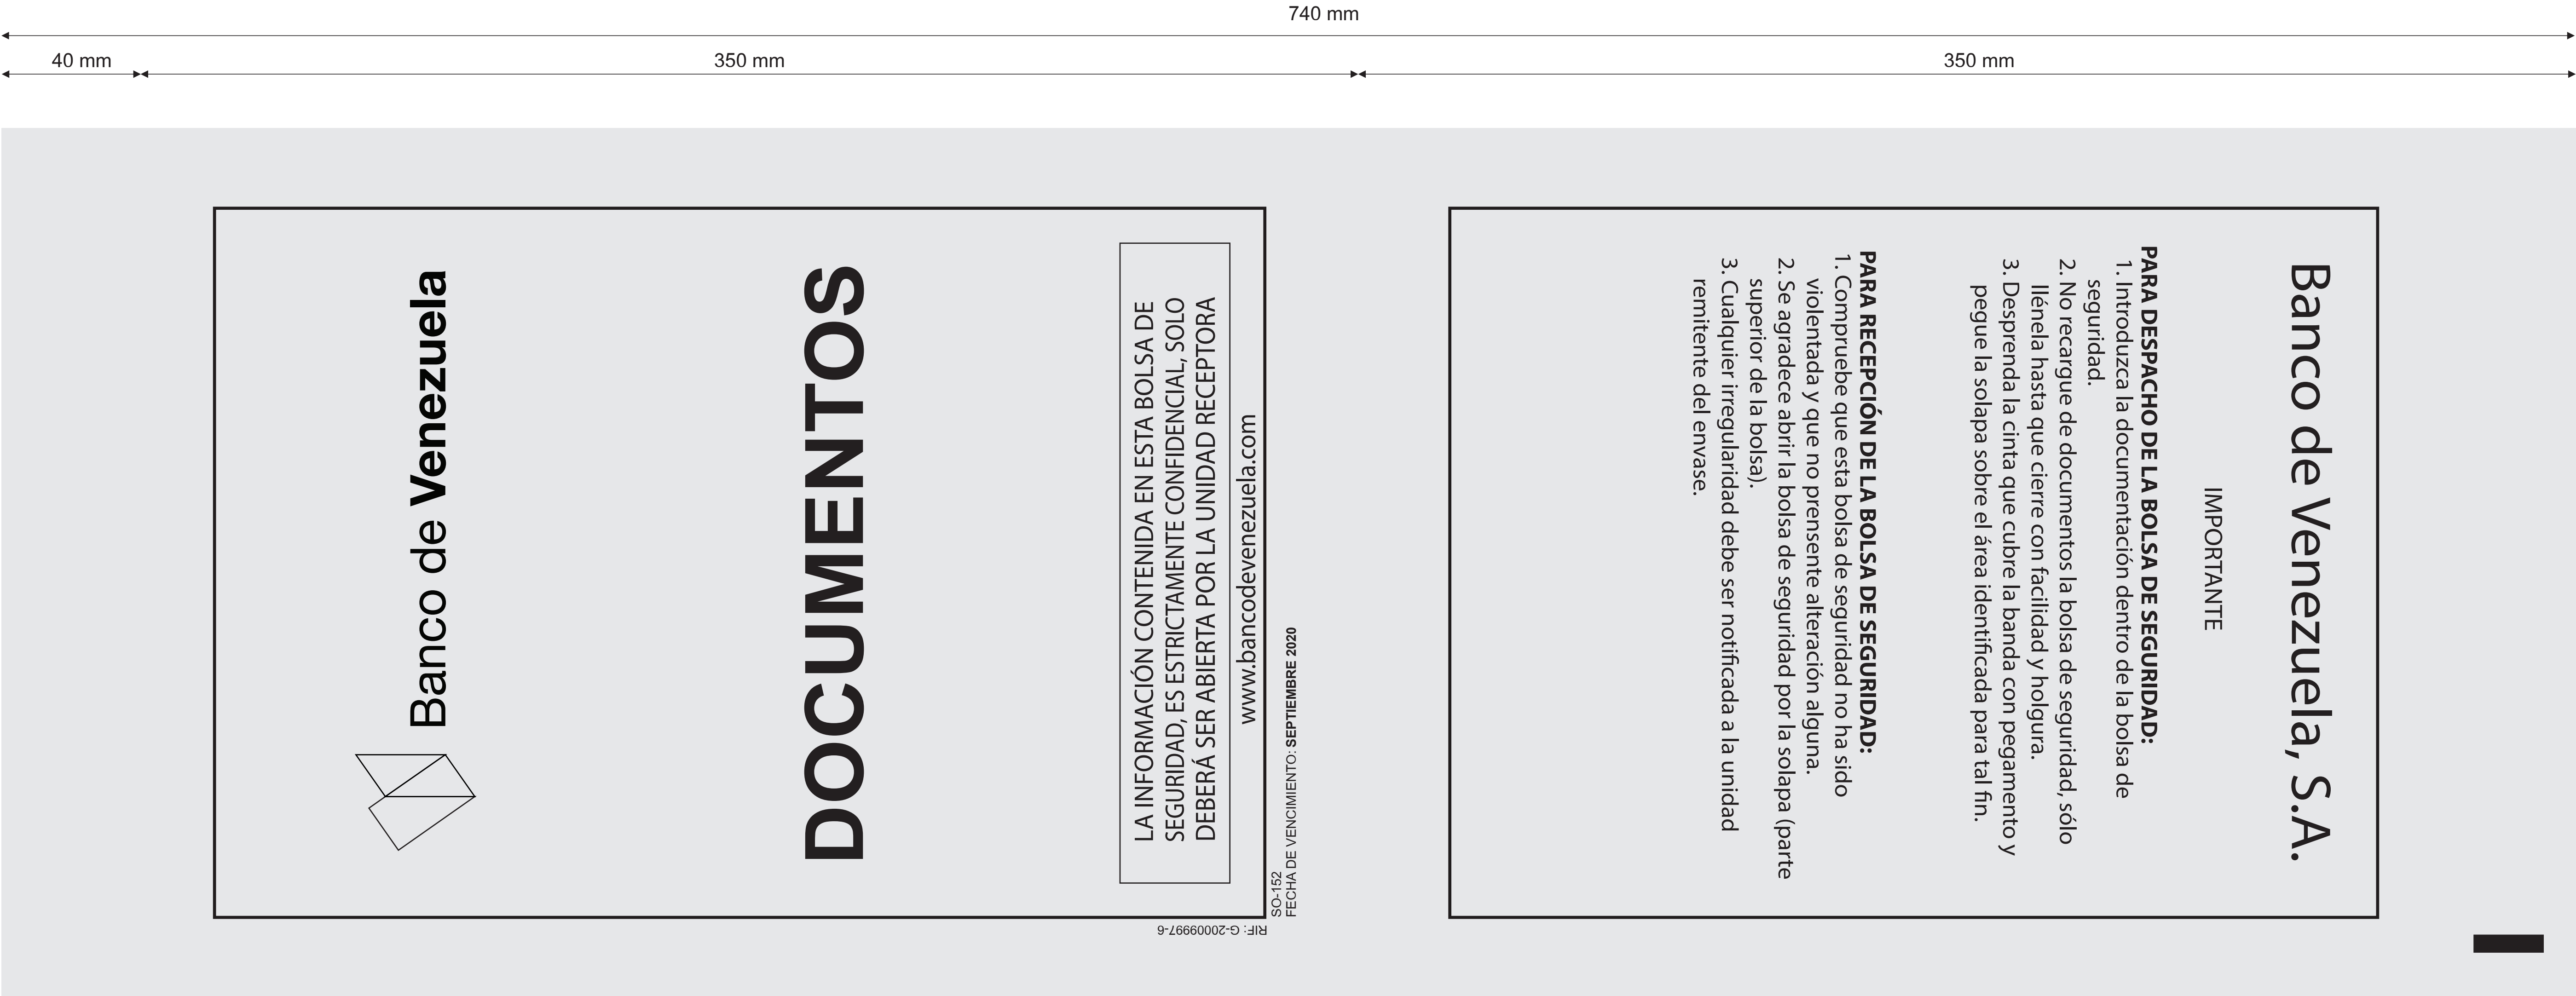 740 mm
40 mm
350 mm
350 mm
Banco de Venezuela
DOCUMENTOS
LA INFORMACIÓN CONTENIDA EN ESTA BOLSA DE
SEGURIDAD, ES ESTRICTAMENTE CONFIDENCIAL, SOLO
DEBERÁ SER ABIERTA POR LA UNIDAD RECEPTORA
www.bancodevenezuela.com
SO-152
FECHA DE VENCIMIENTO: SEPTIEMBRE 2020
RIF: G-20009997-6
Banco de Venezuela, S.A.
IMPORTANTE
PARA DESPACHO DE LA BOLSA DE SEGURIDAD:
1. Introduzca la documentación dentro de la bolsa de
seguridad.
2. No recargue de documentos la bolsa de seguridad, sólo
llénela hasta que cierre con facilidad y holgura.
3. Desprenda la cinta que cubre la banda con pegamento y
pegue la solapa sobre el área identificada para tal fin.
PARA RECEPCIÓN DE LA BOLSA DE SEGURIDAD:
1. Compruebe que esta bolsa de seguridad no ha sido
violentada y que no prensente alteración alguna.
2. Se agradece abrir la bolsa de seguridad por la solapa (parte
superior de la bolsa).
3. Cualquier irregularidad debe ser notificada a la unidad
remitente del envase.